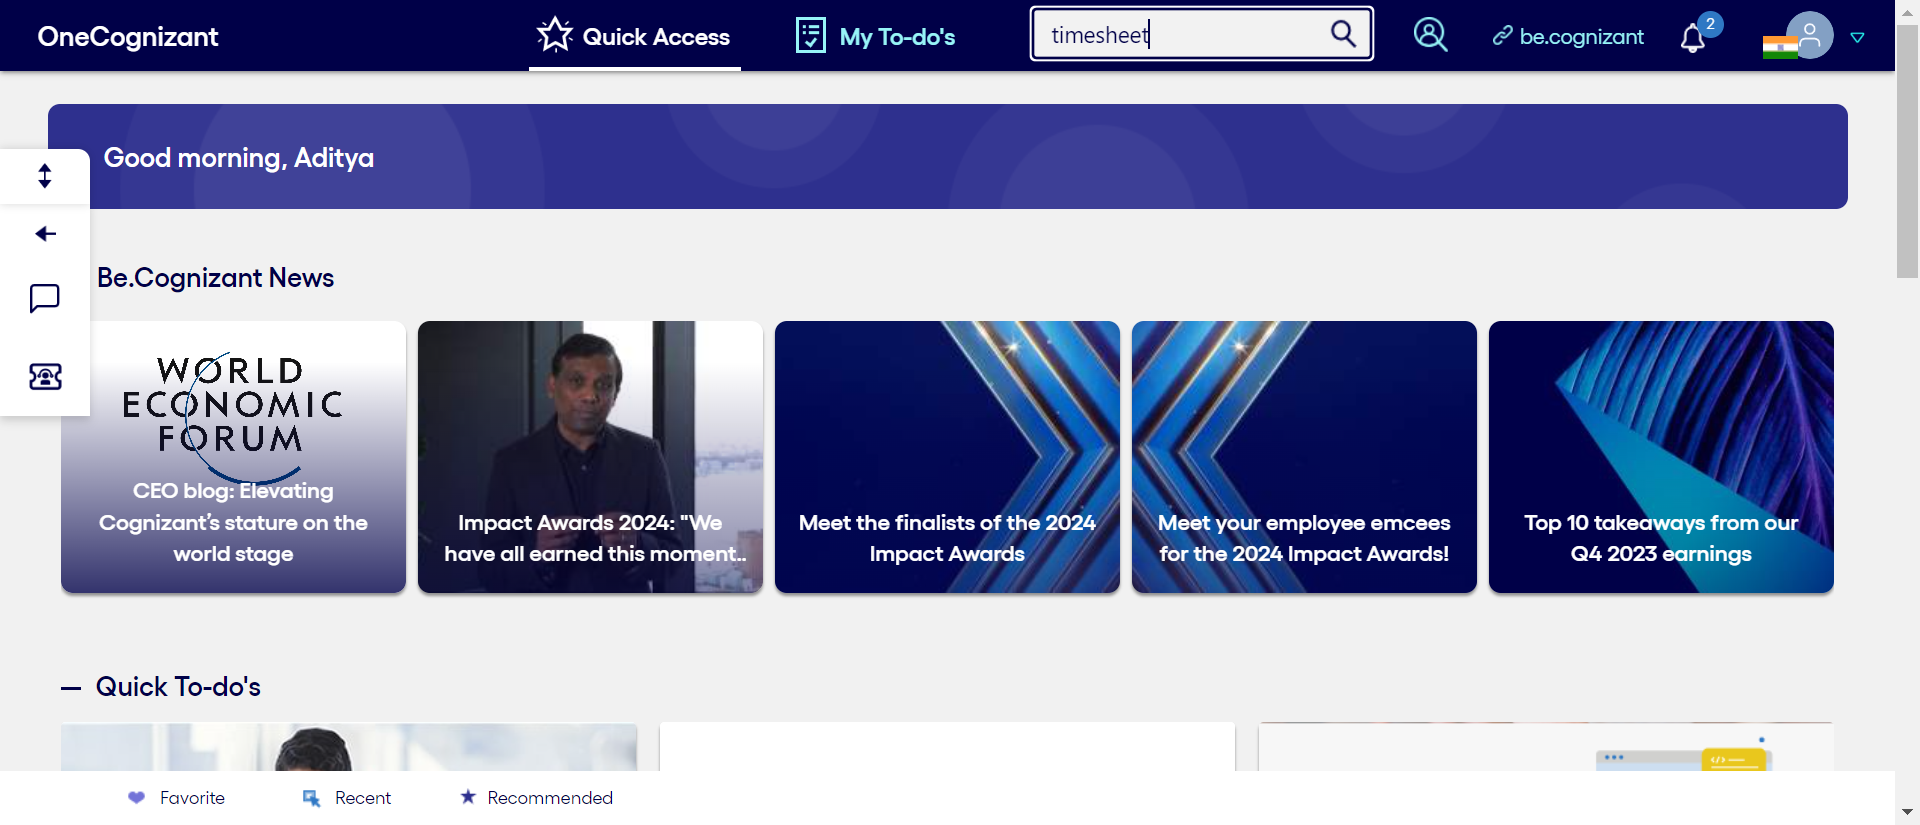 OneCognizant
Quick Access
My To-do's
timesheet
be.cognizant
2
Good morning, Aditya
Be.Cognizant News
WORLD
ECONOMIC
FORUM
CEO blog: Elevating
Cognizant’s stature on the
world stage
Impact Awards 2024: "We
have all earned this moment..
Meet the finalists of the 2024
Impact Awards
Meet your employee emcees
for the 2024 Impact Awards!
Top 10 takeaways from our
Q4 2023 earnings
Quick To-do's
Favorite
Recent
Recommended